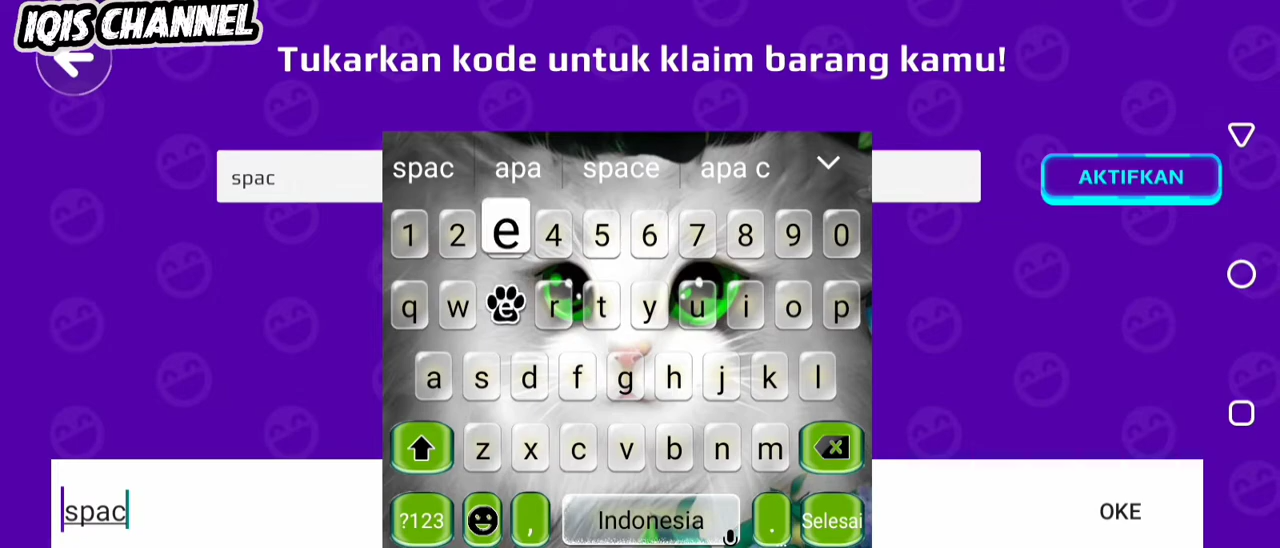 IQIS CHANNEL
Tukarkan kode untuk klaim barang kamu!
spac
AKTIFKAN
spac apa space apa c
1 2 e 4 5 6 7 8 9 0
q w e r t y u i o p
a s d f g h j k l
z x c v b n m
?123 , Indonesia . Selesai
spac
OKE